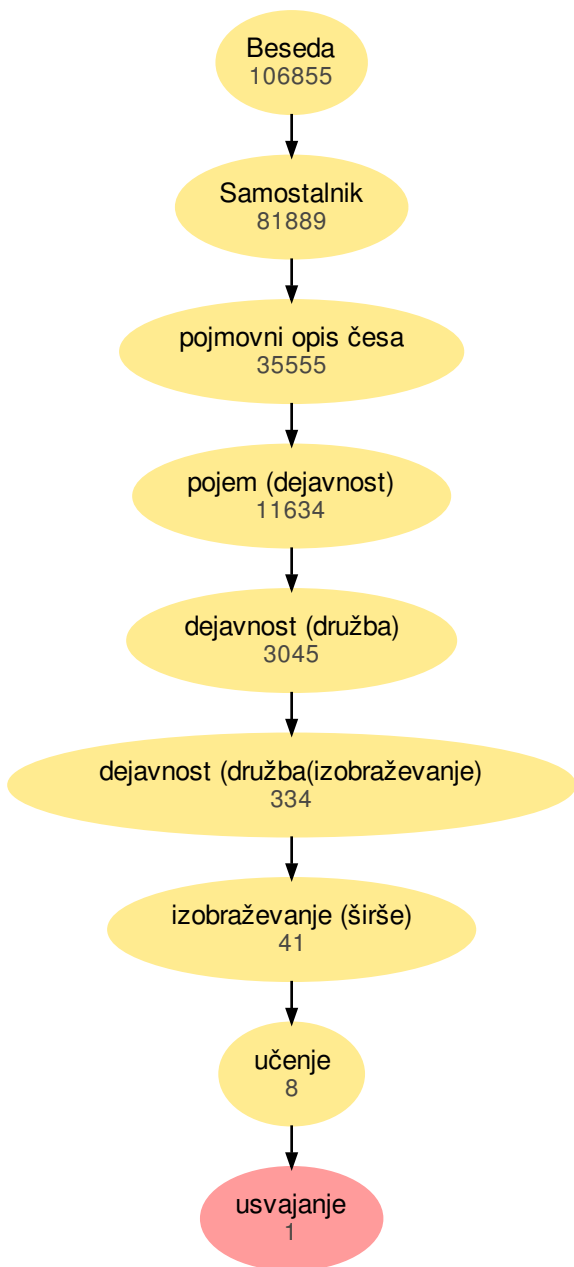 Beseda
106855
Samostalnik
81889
pojmovni opis česa
35555
pojem (dejavnost)
11634
dejavnost (družba)
3045
dejavnost (družba(izobraževanje)
334
izobraževanje (širše)
41
učenje
8
usvajanje
1